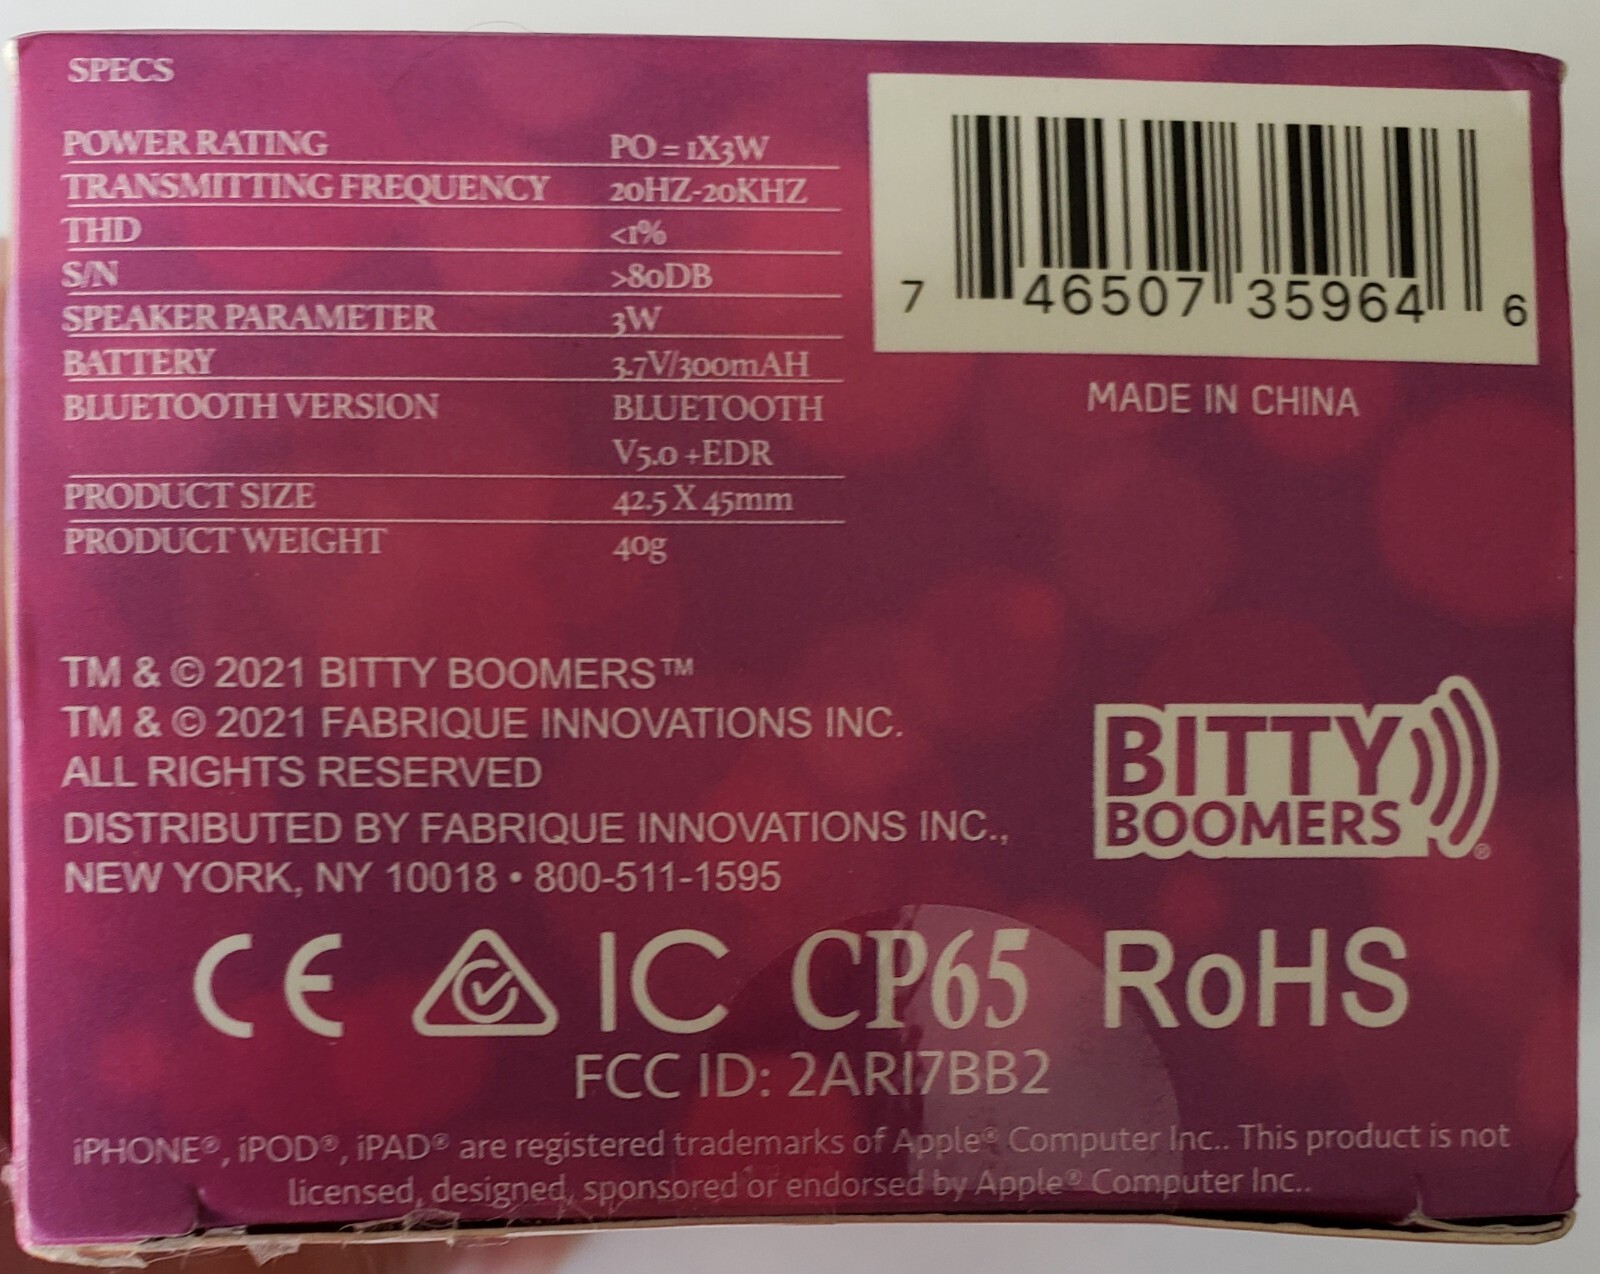 SPECS
POWER RATING PO = 1X3W
TRANSMITTING FREQUENCY 20HZ-20KHZ
THD <1%
S/N >80DB
SPEAKER PARAMETER 3W
BATTERY 3.7V/300mAH
BLUETOOTH VERSION BLUETOOTH
V5.0 +EDR
PRODUCT SIZE 42.5 X 45mm
PRODUCT WEIGHT 40g
7 46507 35964 6
MADE IN CHINA
TM & © 2021 BITTY BOOMERS™
TM & © 2021 FABRIQUE INNOVATIONS INC.
ALL RIGHTS RESERVED
DISTRIBUTED BY FABRIQUE INNOVATIONS INC.,
NEW YORK, NY 10018 • 800-511-1595
BITTY
BOOMERS®
CE IC CP65 RoHS
FCC ID: 2ARI7BB2
iPHONE®, iPOD®, iPAD® are registered trademarks of Apple® Computer Inc.. This product is not
licensed, designed, sponsored or endorsed by Apple® Computer Inc..